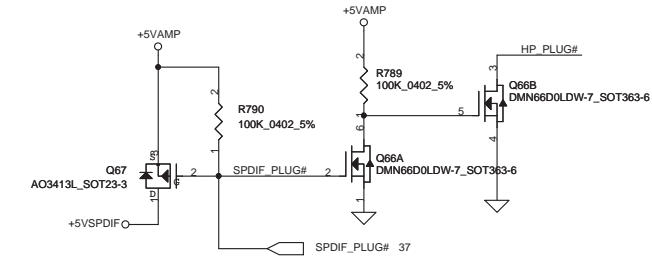 +5VAMP
+5VAMP
HP_PLUG#
2
3
R789
100K_0402_5%
Q66B
DMN66D0LDW-7_SOT363-6
2
R790
100K_0402_5%
1
5
6
4
1
S
3
Q67
AO3413L_SOT23-3
2
G
SPDIF_PLUG#
2
Q66A
DMN66D0LDW-7_SOT363-6
D
1
1
+5VSPDIF
SPDIF_PLUG# 37